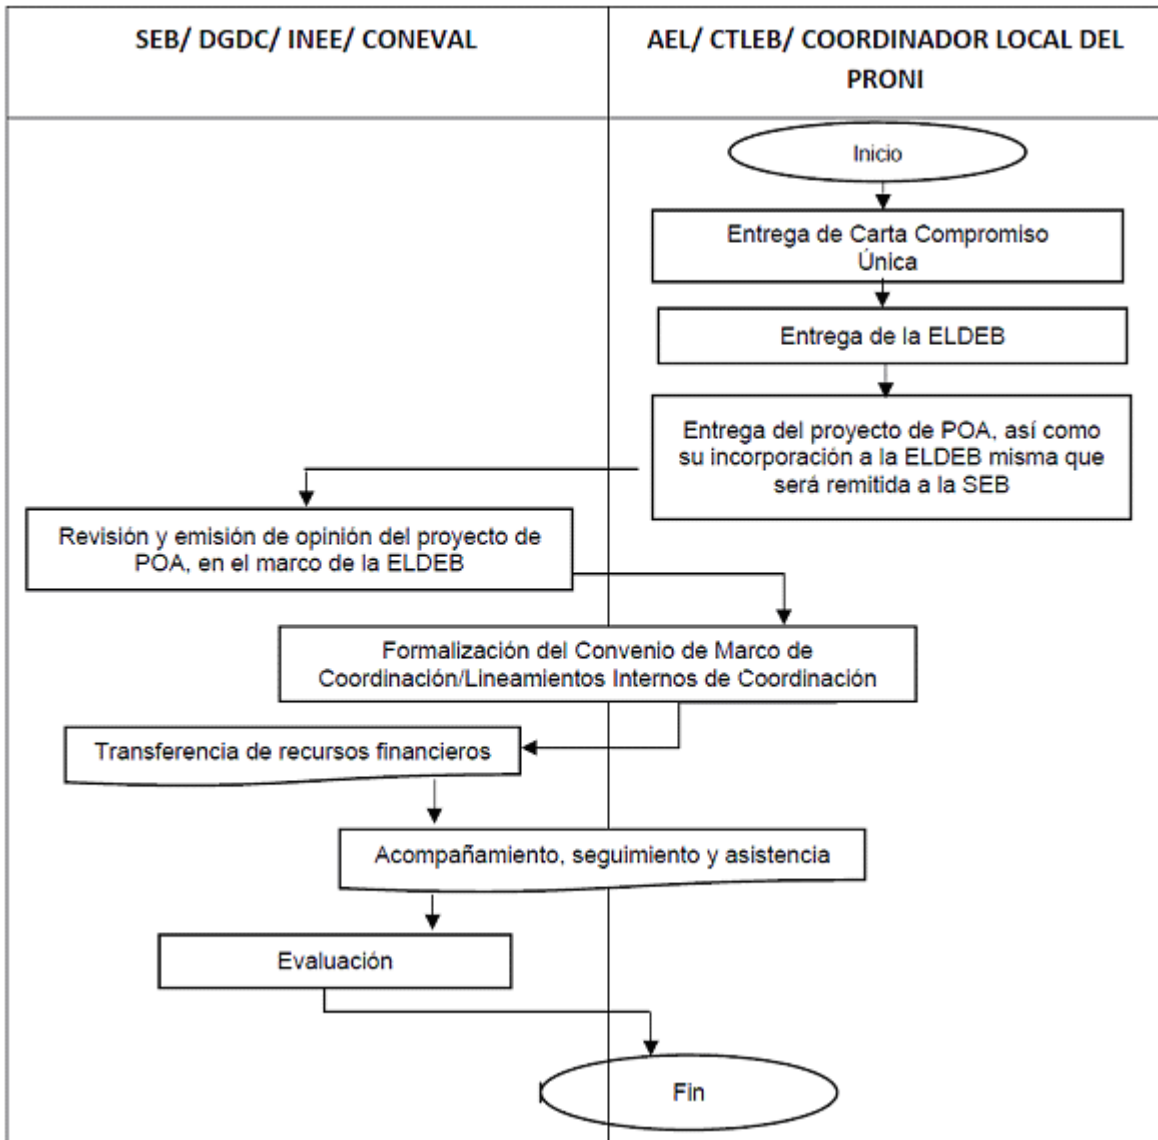 SEB/ DGDC/ INEE/ CONEVAL
AEL/ CTLEB/ COORDINADOR LOCAL DEL
PRONI
Inicio
Entrega de Carta Compromiso
Única
Entrega de la ELDEB
Entrega del proyecto de POA, así como
su incorporación a la ELDEB misma que
será remitida a la SEB
Revisión y emisión de opinión del proyecto de
POA, en el marco de la ELDEB
Formalización del Convenio de Marco de
Coordinación/Lineamientos Internos de Coordinación
Transferencia de recursos financieros
Acompañamiento, seguimiento y asistencia
Evaluación
Fin